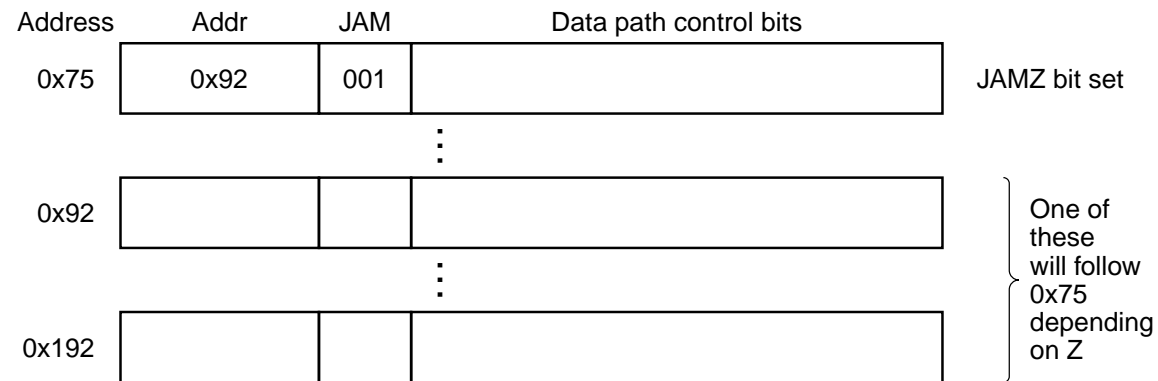 Address Addr JAM Data path control bits
0x75 0x92 001 JAMZ bit set
0x92
One of
these
will follow
0x75
depending
on Z
0x192